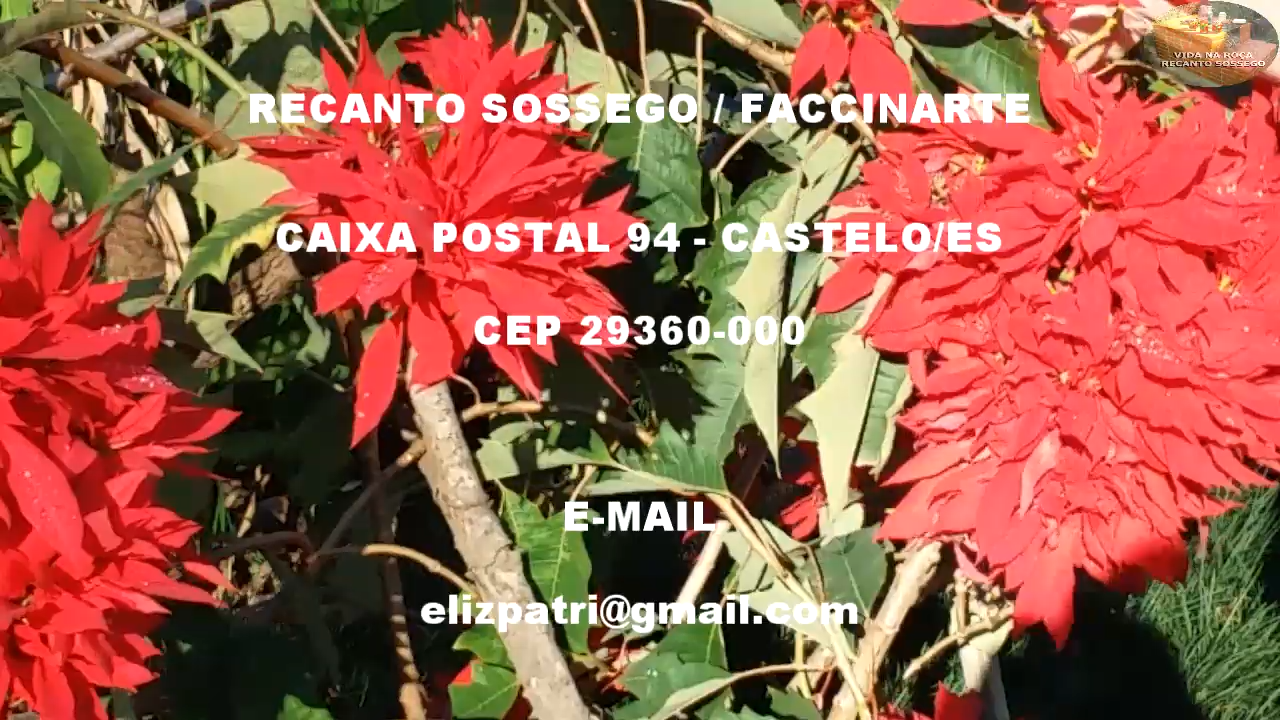 VIDA NA ROÇA
RECANTO SOSSEGO
RECANTO SOSSEGO / FACCINARTE
CAIXA POSTAL 94 - CASTELO/ES
CEP 29360-000
E-MAIL
elizpatri@gmail.com